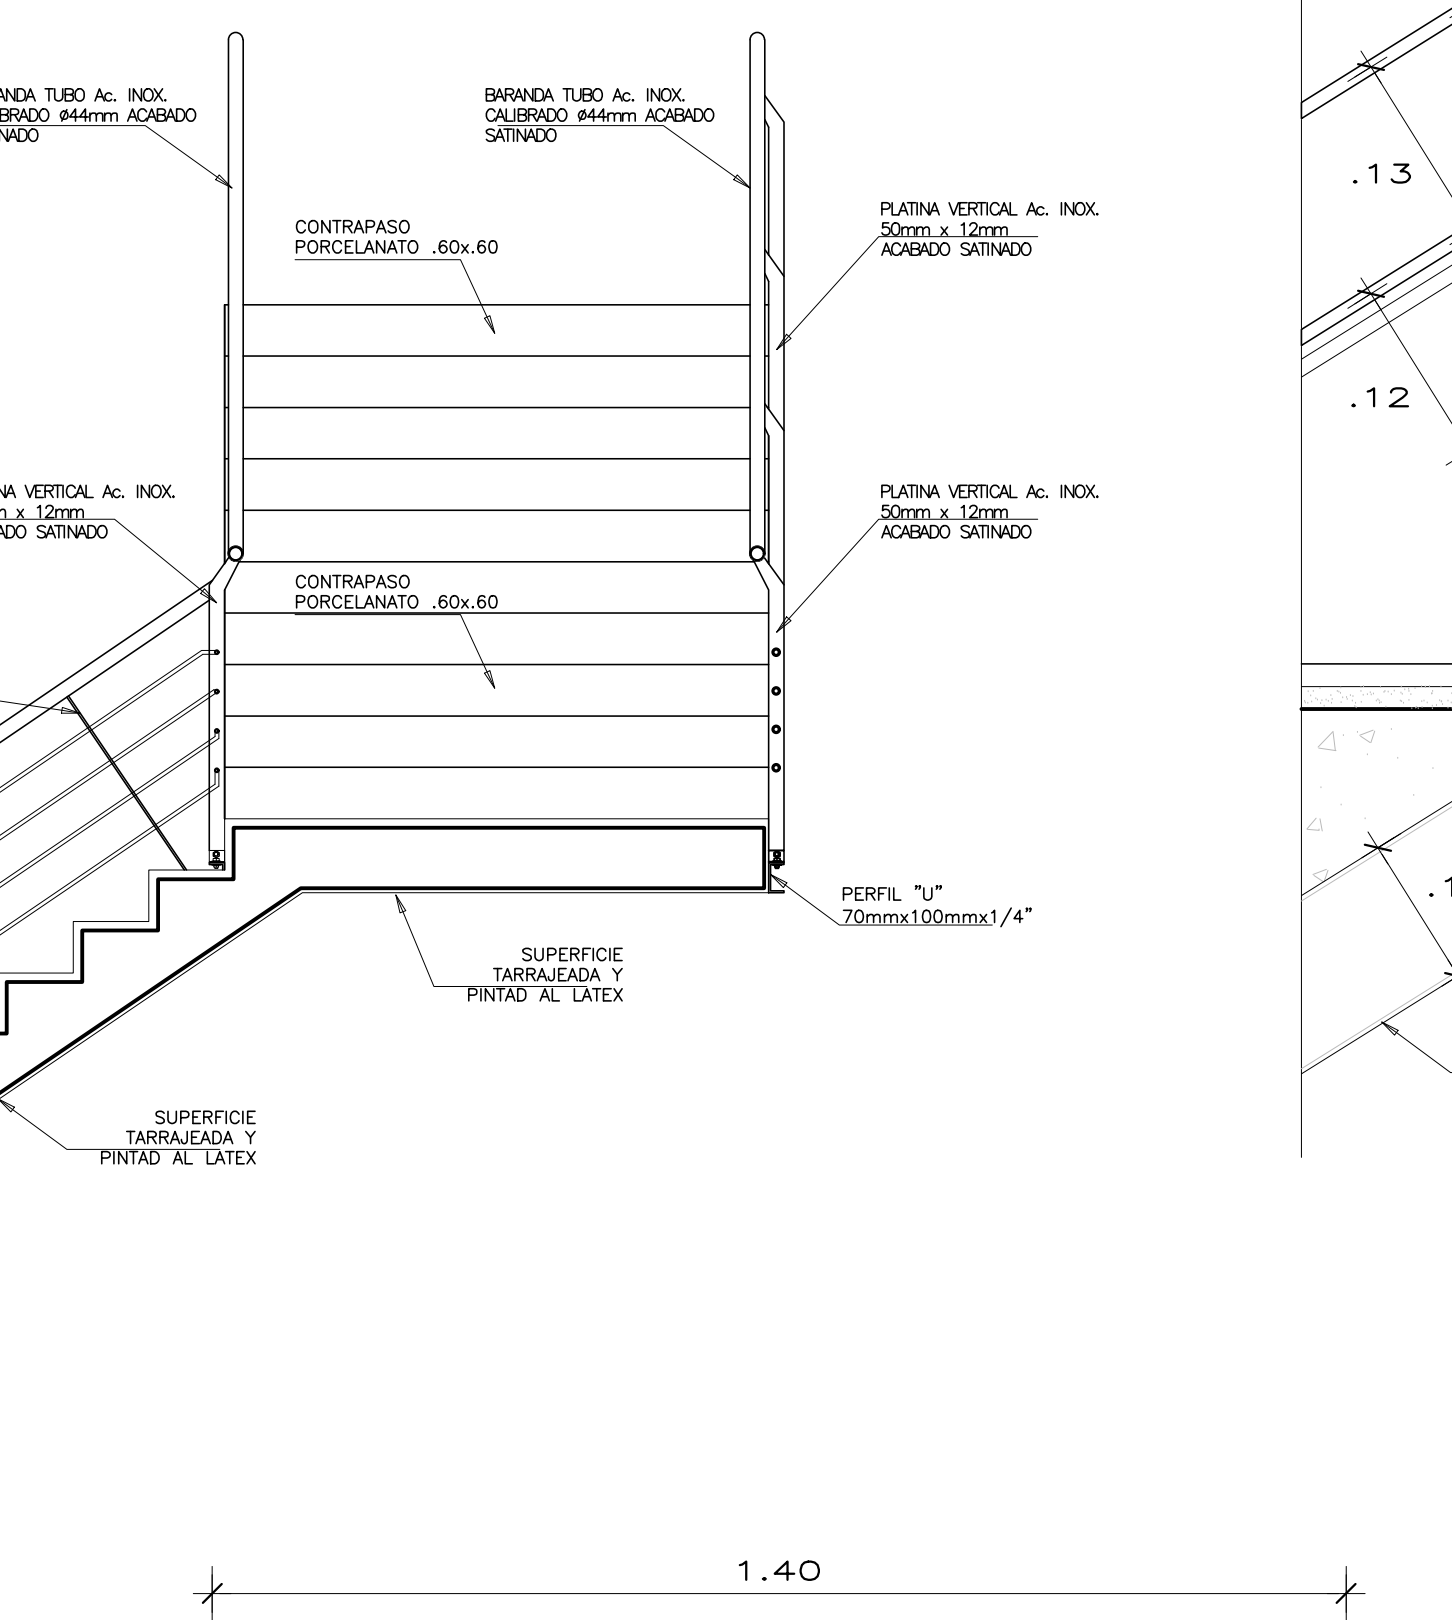 ANDA TUBO Ac. INOX.
BRADO ø44mm ACABADO
NADO
BARANDA TUBO Ac. INOX.
CALIBRADO ø44mm ACABADO
SATINADO
.13
PLATINA VERTICAL Ac. INOX.
50mm x 12mm
ACABADO SATINADO
CONTRAPASO
PORCELANATO .60x.60
.12
NA VERTICAL Ac. INOX.
x 12mm
ADO SATINADO
PLATINA VERTICAL Ac. INOX.
50mm x 12mm
ACABADO SATINADO
CONTRAPASO
PORCELANATO .60x.60
PERFIL "U"
70mmx100mmx1/4"
SUPERFICIE
TARRAJEADA Y
PINTAD AL LATEX
SUPERFICIE
TARRAJEADA Y
PINTAD AL LATEX
1.40